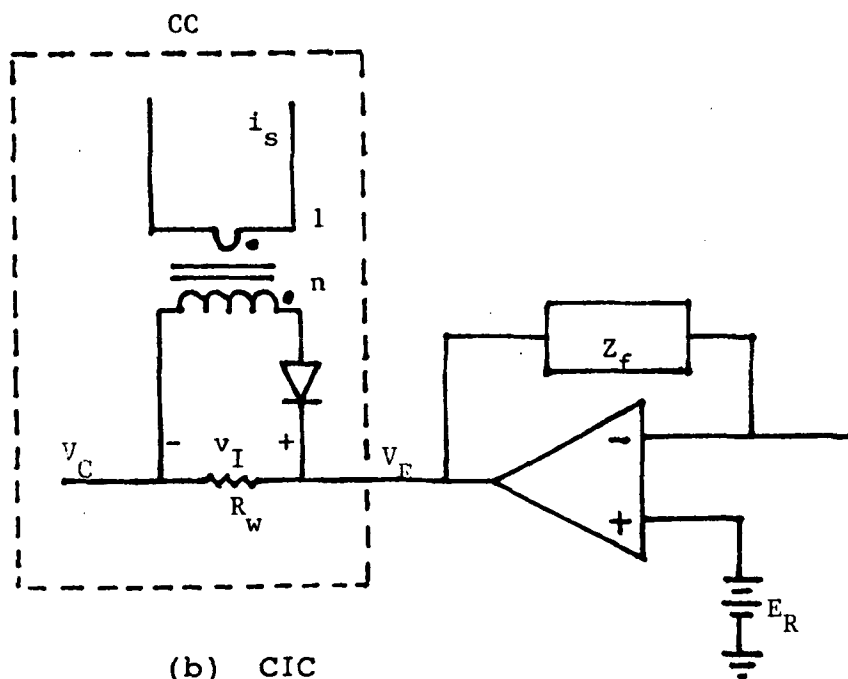 CC
i_s
1
n
Z_f
- v_I +
V_C
V_E
R_w
-
+
E_R
(b) CIC